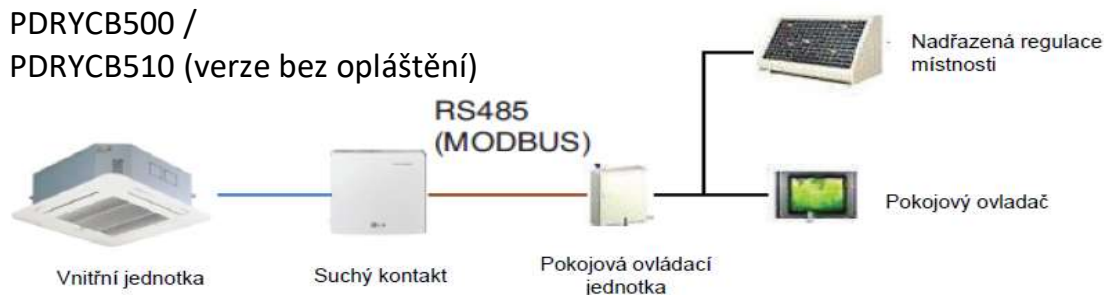 PDRYCB500 /
PDRYCB510 (verze bez opláštění)
RS485
(MODBUS)
Nadřazená regulace
místnosti
Pokojový ovladač
Vnitřní jednotka
Suchý kontakt
Pokojová ovládací
jednotka